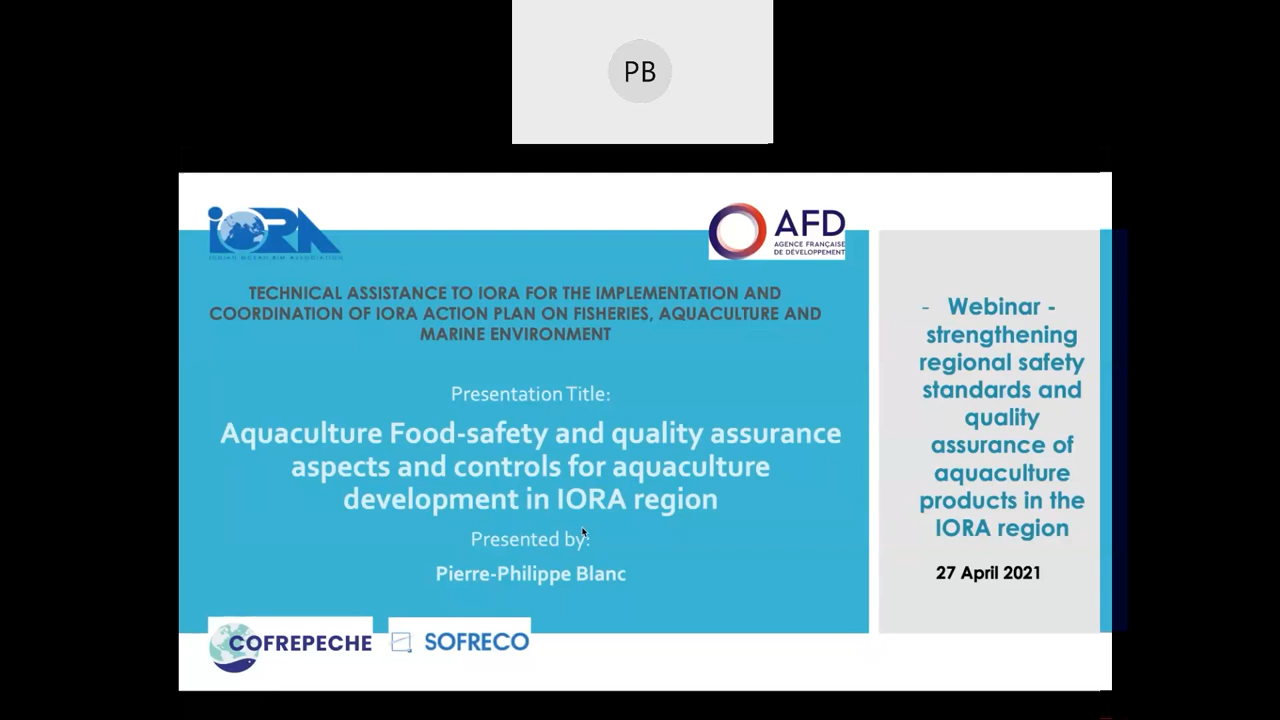 PB
iORA
AFD
AGENCE FRANÇAISE
DE DÉVELOPPEMENT
TECHNICAL ASSISTANCE TO IORA FOR THE IMPLEMENTATION AND
COORDINATION OF IORA ACTION PLAN ON FISHERIES, AQUACULTURE AND
MARINE ENVIRONMENT
Presentation Title:
Aquaculture Food-safety and quality assurance
aspects and controls for aquaculture
development in IORA region
Presented by:
Pierre-Philippe Blanc
- Webinar -
strengthening
regional safety
standards and
quality
assurance of
aquaculture
products in the
IORA region
27 April 2021
COFREPECHE
SOFRECO